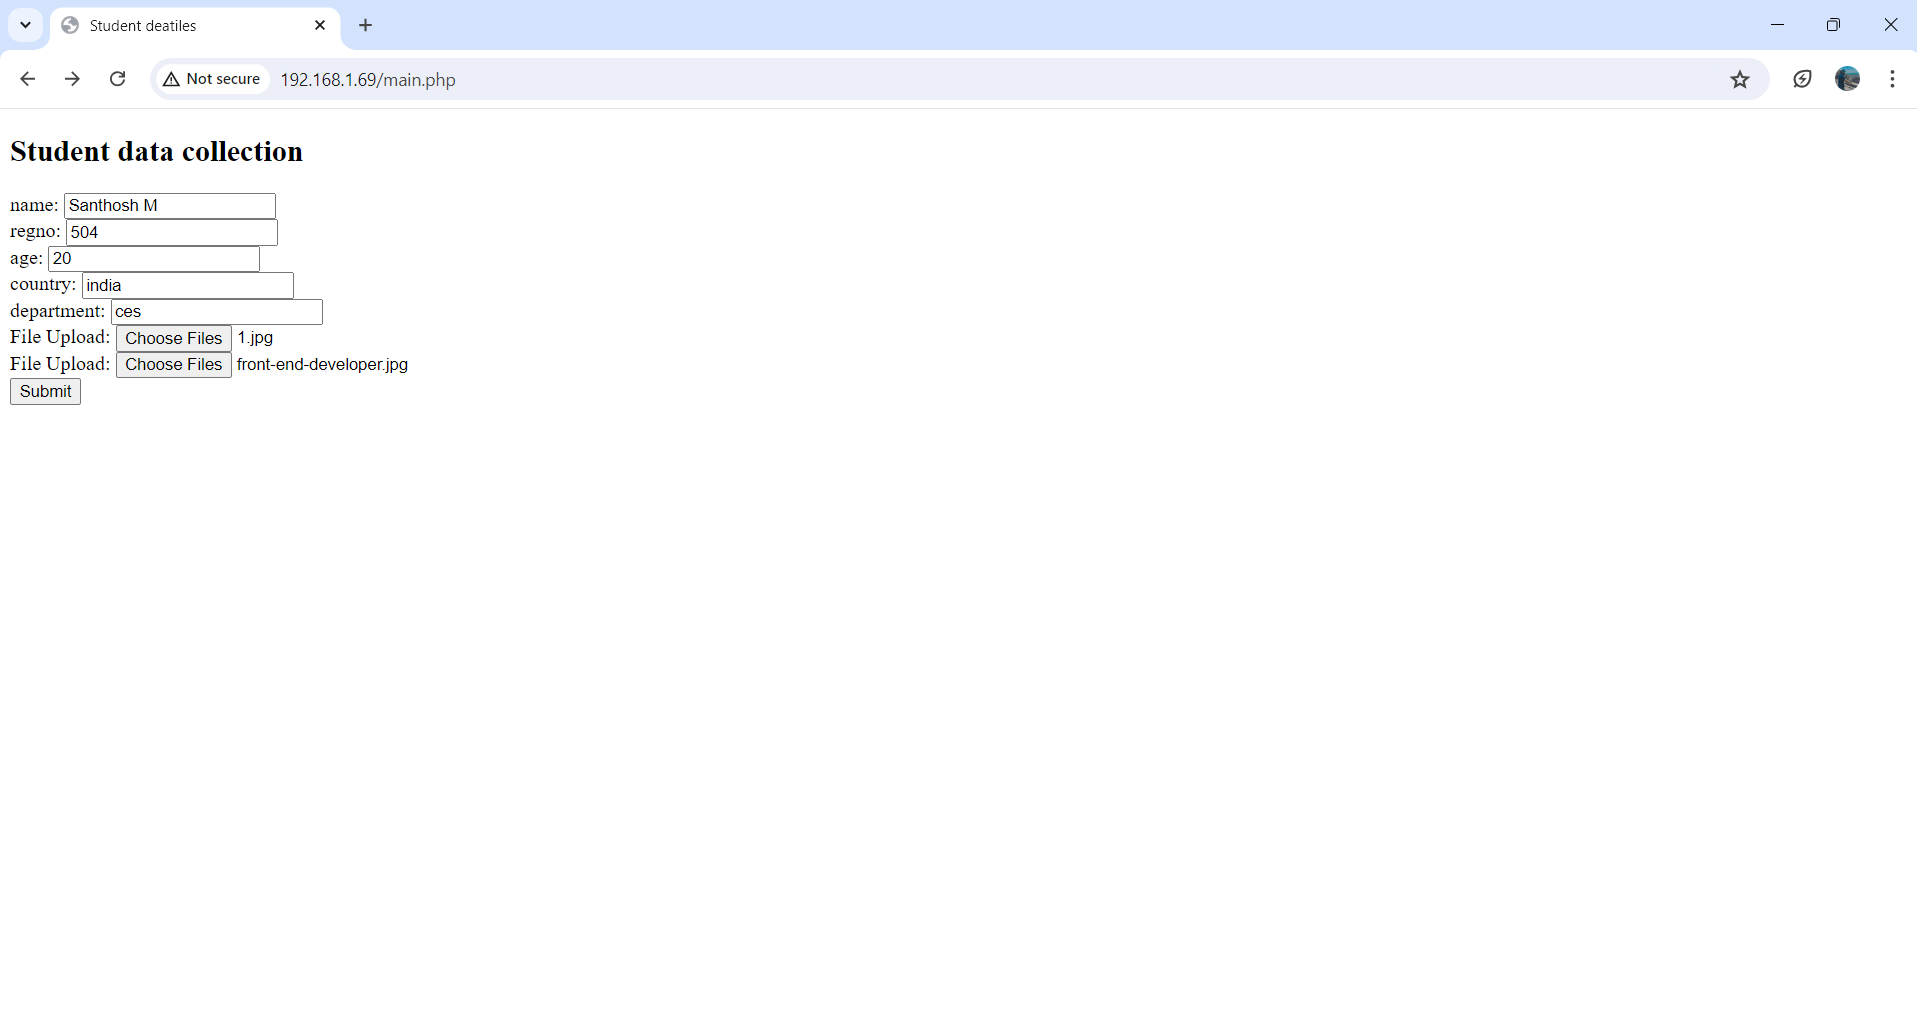 Student deatiles
Not secure 192.168.1.69/main.php
Student data collection
name: Santhosh M
regno: 504
age: 20
country: india
department: ces
File Upload: Choose Files 1.jpg
File Upload: Choose Files front-end-developer.jpg
Submit